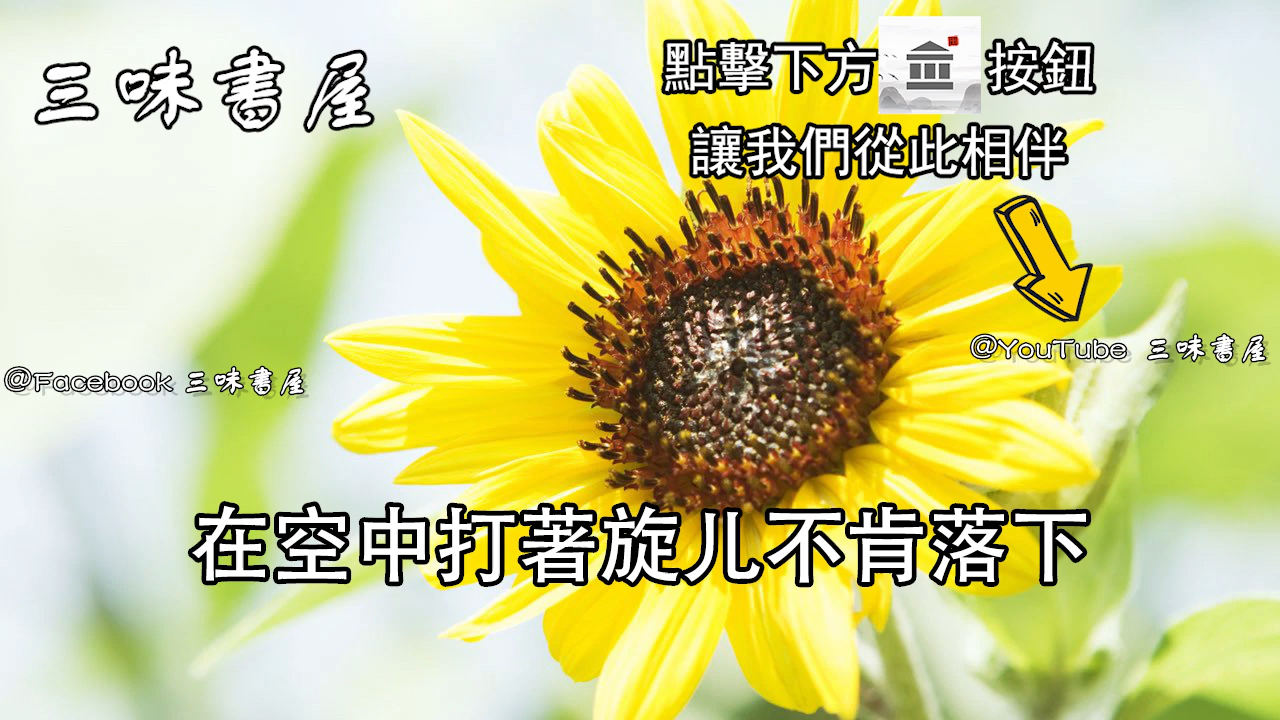 三味書屋
點擊下方 按鈕
讓我們從此相伴
@YouTube 三味書屋
@Facebook 三味書屋
在空中打著旋儿不肯落下